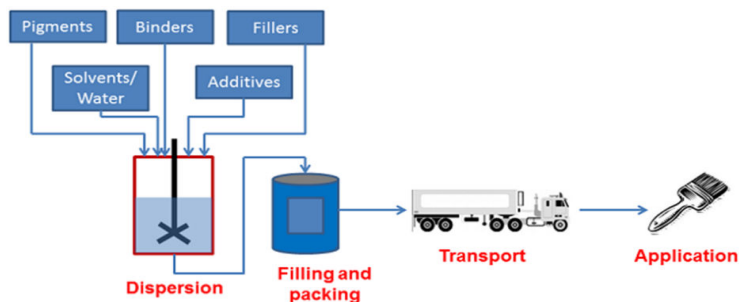 Pigments
Binders
Fillers
Solvents/
Water
Additives
Dispersion
Filling and
packing
Transport
Application